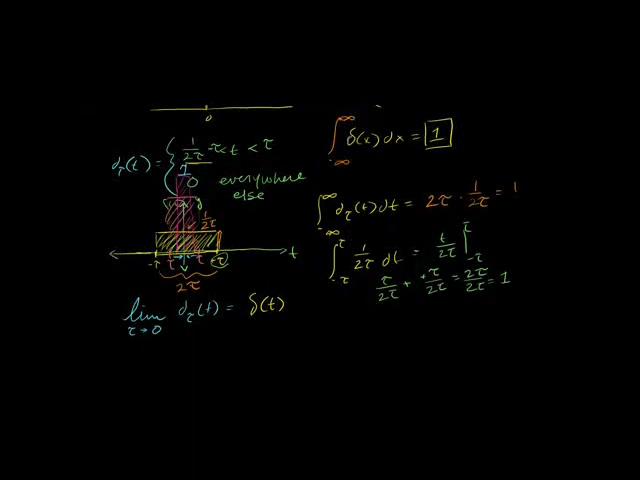 0
∫_{-∞}^{∞} δ(x) dx = 1
d_τ(t) = { 1/2τ  -τ < t < τ
0 everywhere else
1/2τ
-τ τ τ +τ t
2τ
lim_{τ→0} d_τ(t) = δ(t)
∫_{-∞}^{∞} d_τ(t) dt = 2τ · 1/2τ = 1
∫_{-τ}^{τ} 1/2τ dt = t/2τ |_{-τ}^{τ}
τ/2τ + +τ/2τ = 2τ/2τ = 1